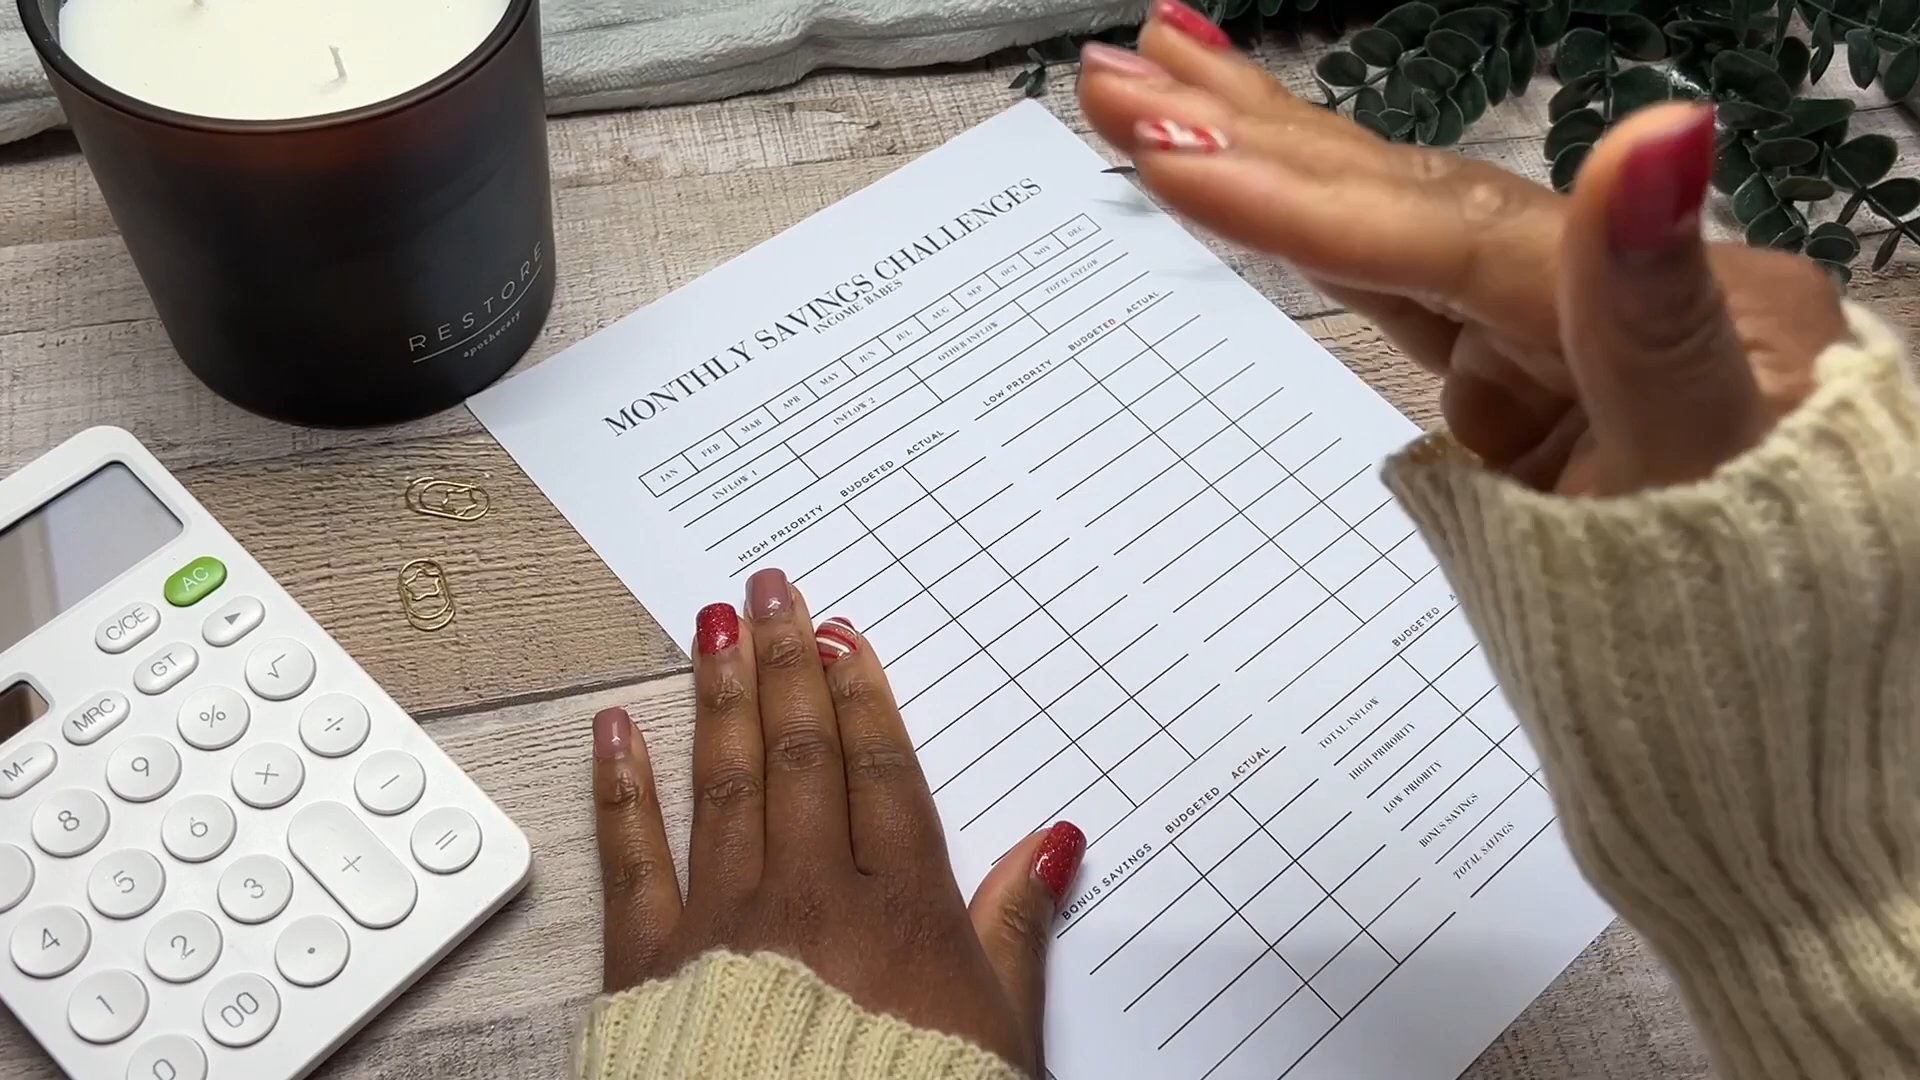 RESTORE
apothecary
MONTHLY SAVINGS CHALLENGES
INCOME BABES
JAN FEB MAR APR MAY JUN JUL AUG SEP OCT NOV DEC
INFLOW 1 INFLOW 2 OTHER INFLOW TOTAL INFLOW
HIGH PRIORITY BUDGETED ACTUAL
LOW PRIORITY BUDGETED ACTUAL
BONUS SAVINGS BUDGETED ACTUAL
BUDGETED
TOTAL INFLOW
HIGH PRIRORITY
LOW PRIORITY
BONUS SAVINGS
TOTAL SAVINGS
AC
C/CE ▶
MRC GT √
M− 9 % ÷
8 6 × −
5 3 + =
4 2 .
1 00
0